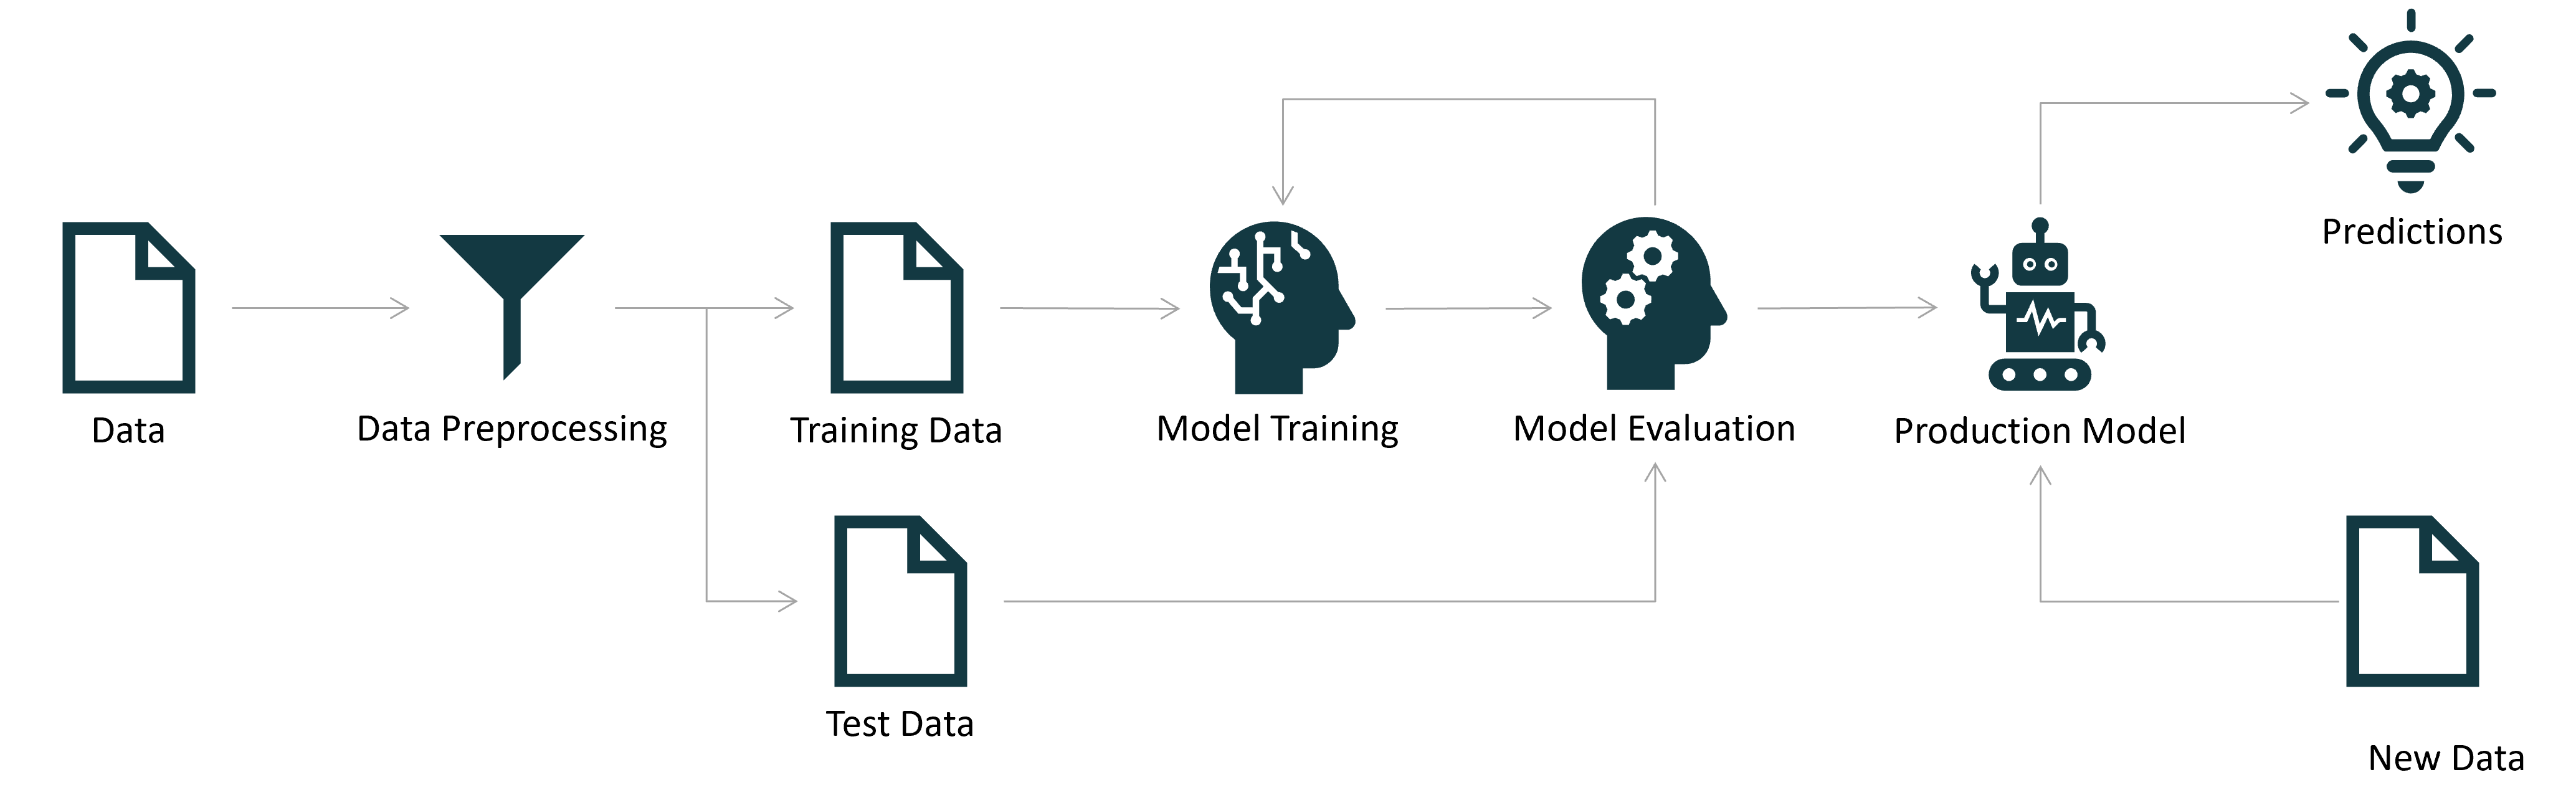 Predictions
Data
Data Preprocessing
Training Data
Model Training
Model Evaluation
Production Model
Test Data
New Data